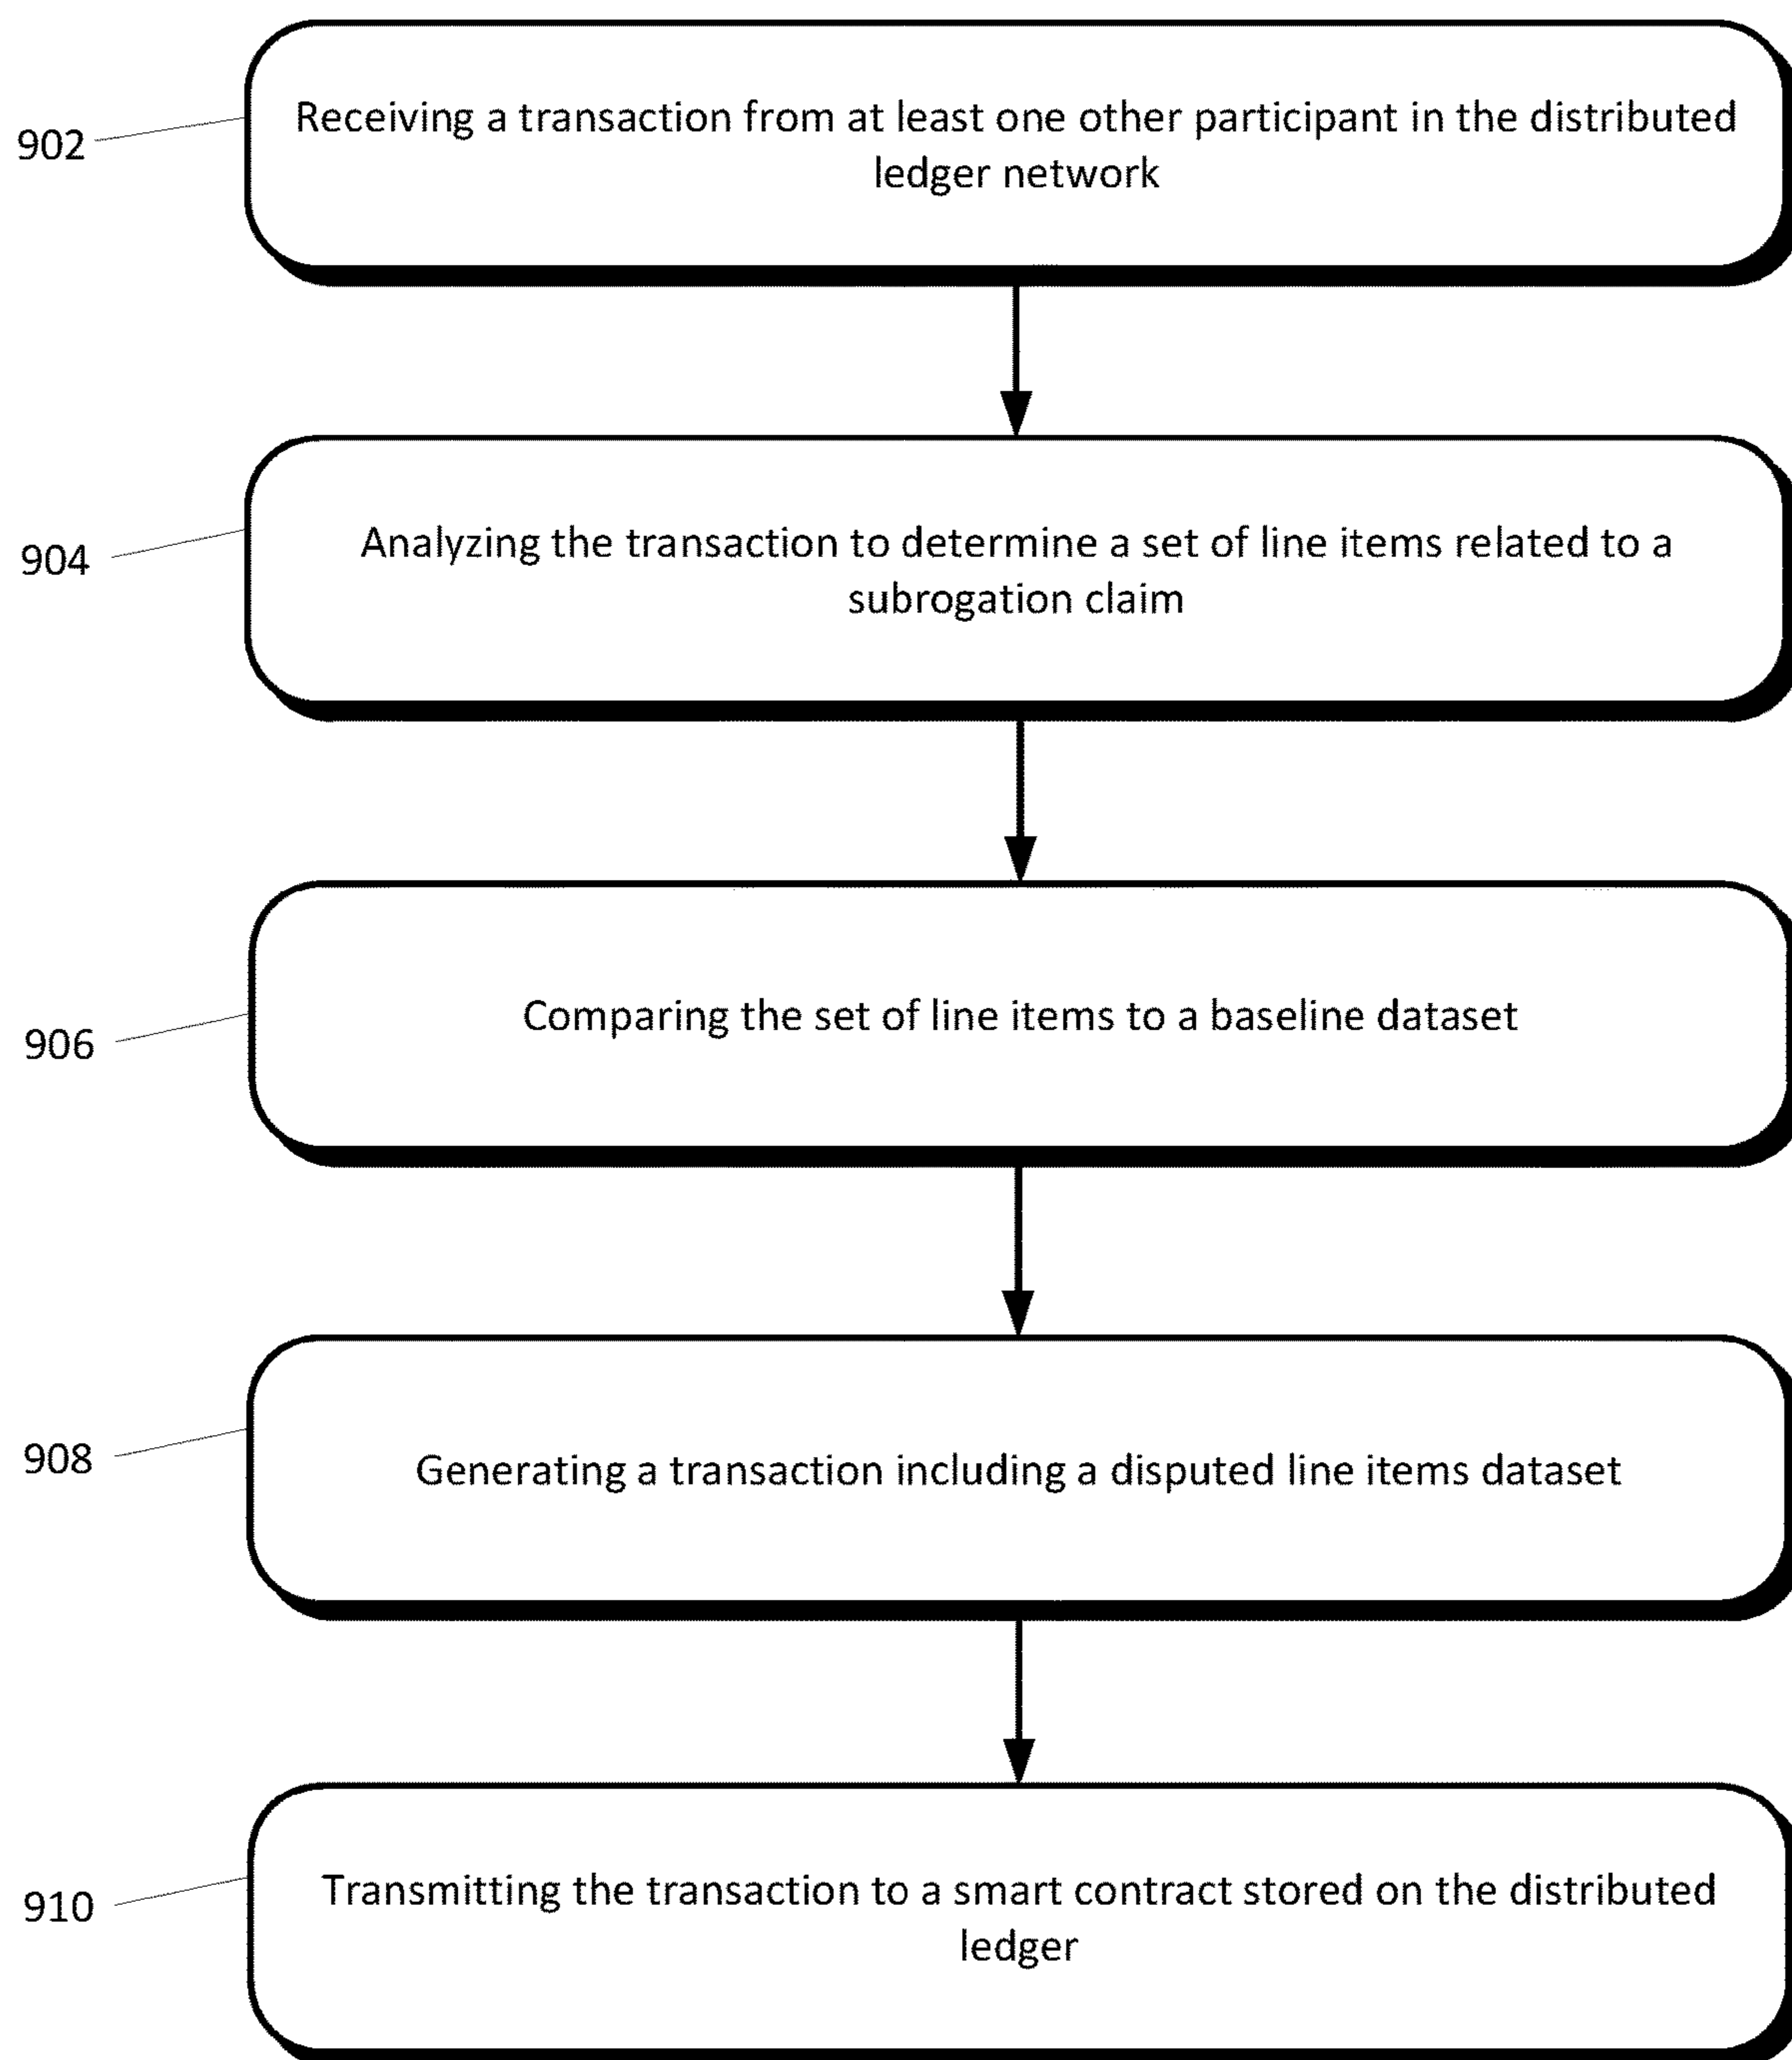 902
Receiving a transaction from at least one other participant in the distributed
ledger network
904
Analyzing the transaction to determine a set of line items related to a
subrogation claim
906
Comparing the set of line items to a baseline dataset
908
Generating a transaction including a disputed line items dataset
910
Transmitting the transaction to a smart contract stored on the distributed
ledger